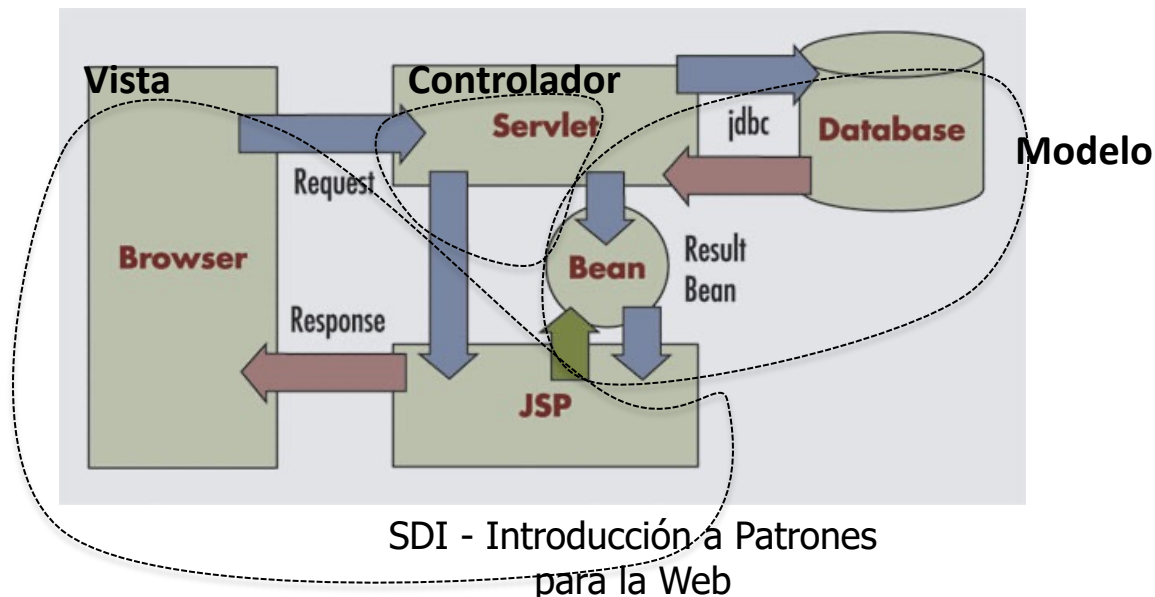 Vista
Controlador
Servlet
jdbc
Database
Modelo
Request
Browser
Bean
Result
Bean
Response
JSP
SDI - Introducción a Patrones
para la Web